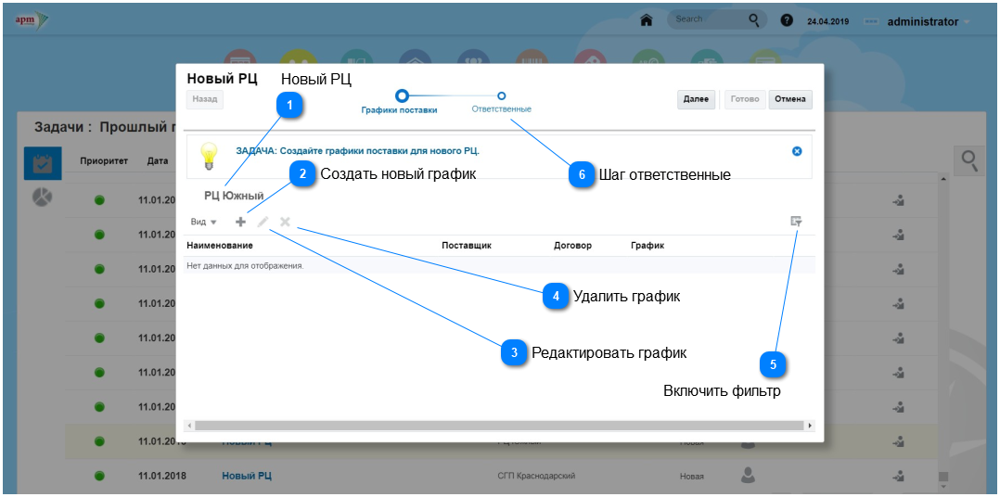 apm
Search
?
24.04.2019
administrator
Новый РЦ
Новый РЦ
Назад
1
Графики поставки
Ответственные
Далее
Готово
Отмена
Задачи : Прошлый г
ЗАДАЧА: Создайте графики поставки для нового РЦ.
Приоритет
Дата
2
Создать новый график
6
Шаг ответственные
РЦ Южный
11.01.20
Вид
11.01.20
Наименование
Поставщик
Договор
График
Нет данных для отображения.
11.01.20
4
Удалить график
11.01.20
11.01.20
3
Редактировать график
5
11.01.20
Включить фильтр
11.01.20
11.01.2018
Новый РЦ
РЦ Южный
Новая
11.01.2018
Новый РЦ
СГП Краснодарский
Новая